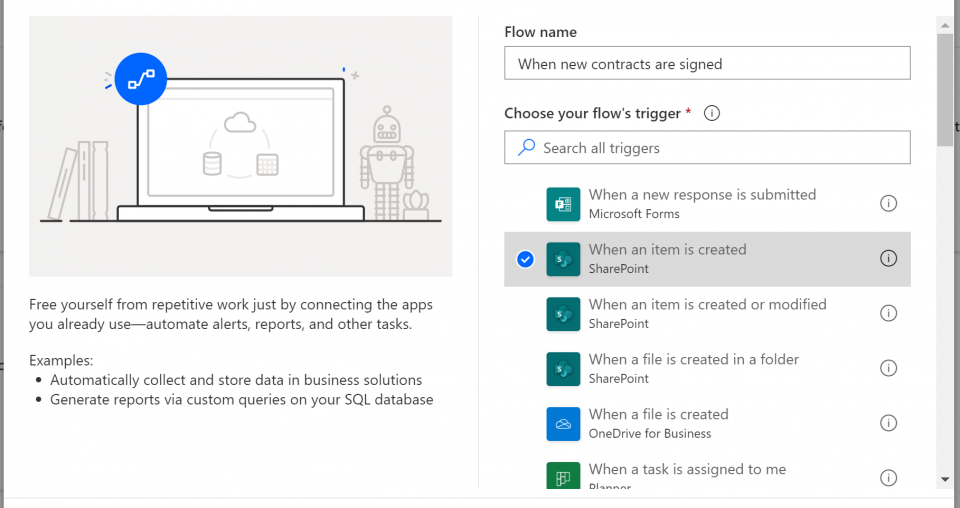 Free yourself from repetitive work just by connecting the apps
you already use—automate alerts, reports, and other tasks.
Examples:
Automatically collect and store data in business solutions
Generate reports via custom queries on your SQL database
Flow name
When new contracts are signed
Choose your flow's trigger *
Search all triggers
When a new response is submitted
Microsoft Forms
When an item is created
SharePoint
When an item is created or modified
SharePoint
When a file is created in a folder
SharePoint
When a file is created
OneDrive for Business
When a task is assigned to me
Planner